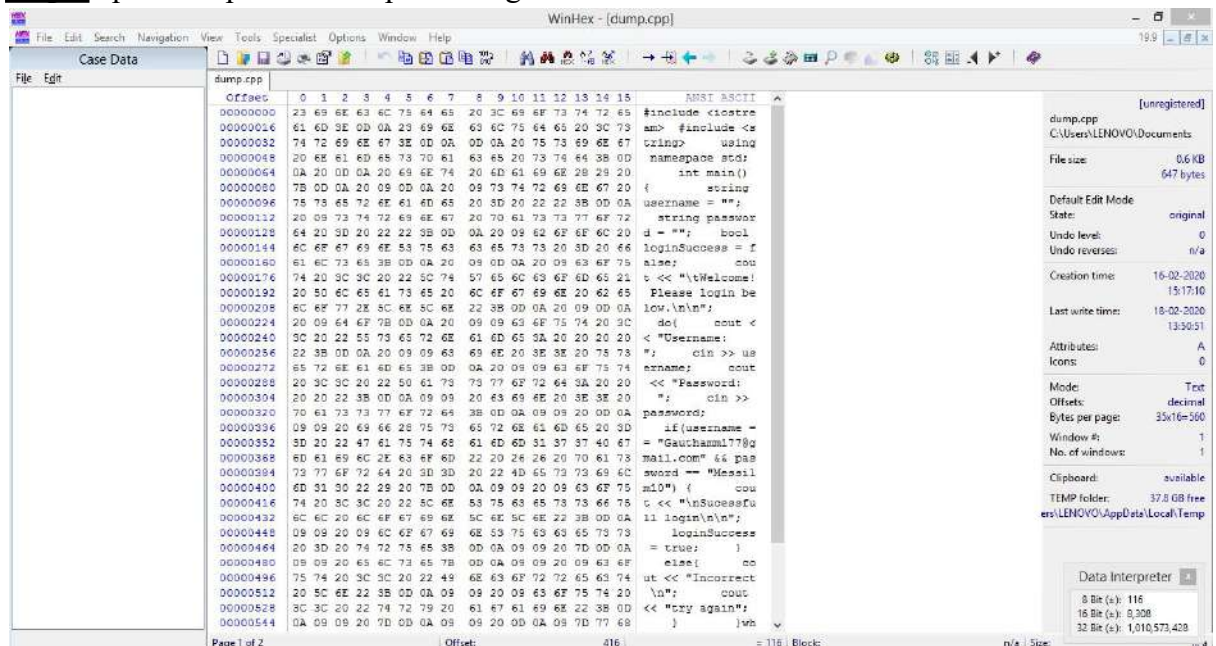 WinHex - [dump.cpp]
File Edit Search Navigation View Tools Specialist Options Window Help
19.9
Case Data
File Edit
dump.cpp
Offset 0 1 2 3 4 5 6 7 8 9 10 11 12 13 14 15 ANSI ASCII
00000000 23 69 6E 63 6C 75 64 65 20 3C 69 6F 73 74 72 65 #include <iostre
00000016 61 6D 3E 0D 0A 23 69 6E 63 6C 75 64 65 20 3C 73 am> #include <s
00000032 74 72 69 6E 67 3E 0D 0A 0D 0A 20 75 73 69 6E 67 tring> using
00000048 20 6E 61 6D 65 73 70 61 63 65 20 73 74 64 3B 0D namespace std;
00000064 0A 20 0D 0A 20 69 6E 74 20 6D 61 69 6E 28 29 20 int main()
00000080 7B 0D 0A 20 09 0D 0A 20 09 73 74 72 69 6E 67 20 { string
00000096 75 73 65 72 6E 61 6D 65 20 3D 20 22 22 3B 0D 0A username = "";
00000112 20 09 73 74 72 69 6E 67 20 70 61 73 73 77 6F 72 string passwor
00000128 64 20 3D 20 22 22 3B 0D 0A 20 09 62 6F 6F 6C 20 d = ""; bool
00000144 6C 6F 67 69 6E 53 75 63 63 65 73 73 20 3D 20 66 loginSuccess = f
00000160 61 6C 73 65 3B 0D 0A 20 09 0D 0A 20 09 63 6F 75 alse; cou
00000176 74 20 3C 3C 20 22 5C 74 57 65 6C 63 6F 6D 65 21 t << "\tWelcome!
00000192 20 50 6C 65 61 73 65 20 6C 6F 67 69 6E 20 62 65 Please login be
00000208 6C 6F 77 2E 5C 6E 5C 6E 22 3B 0D 0A 20 09 0D 0A low.\n\n";
00000224 20 09 64 6F 7B 0D 0A 20 09 09 63 6F 75 74 20 3C do{ cout <
00000240 3C 20 22 55 73 65 72 6E 61 6D 65 3A 20 20 20 20 < "Username:
00000256 22 3B 0D 0A 20 09 09 63 69 6E 20 3E 3E 20 75 73 "; cin >> us
00000272 65 72 6E 61 6D 65 3B 0D 0A 20 09 09 63 6F 75 74 ername; cout
00000288 20 3C 3C 20 22 50 61 73 73 77 6F 72 64 3A 20 20 << "Password:
00000304 20 20 22 3B 0D 0A 09 09 20 63 69 6E 20 3E 3E 20 "; cin >>
00000320 70 61 73 73 77 6F 72 64 3B 0D 0A 09 09 20 0D 0A password;
00000336 09 09 20 69 66 28 75 73 65 72 6E 61 6D 65 20 3D if(username =
00000352 3D 20 22 47 61 75 74 68 61 6D 6D 31 37 37 40 67 = "Gauthamm177@g
00000368 6D 61 69 6C 2E 63 6F 6D 22 20 26 26 20 70 61 73 mail.com" && pas
00000384 73 77 6F 72 64 20 3D 3D 20 22 4D 65 73 73 69 6C sword == "Messil
00000400 6D 31 30 22 29 20 7B 0D 0A 09 09 20 09 63 6F 75 m10") { cou
00000416 74 20 3C 3C 20 22 5C 6E 53 75 63 65 73 73 66 75 t << "\nSucessfu
00000432 6C 6C 20 6C 6F 67 69 6E 5C 6E 5C 6E 22 3B 0D 0A ll login\n\n";
00000448 09 09 20 09 6C 6F 67 69 6E 53 75 63 63 65 73 73 loginSuccess
00000464 20 3D 20 74 72 75 65 3B 0D 0A 09 09 20 7D 0D 0A = true; }
00000480 09 09 20 65 6C 73 65 7B 0D 0A 09 09 20 09 63 6F else{ co
00000496 75 74 20 3C 3C 20 22 49 6E 63 6F 72 72 65 63 74 ut << "Incorrect
00000512 20 5C 6E 22 3B 0D 0A 09 09 20 09 63 6F 75 74 20 \n"; cout
00000528 3C 3C 20 22 74 72 79 20 61 67 61 69 6E 22 3B 0D << "try again";
00000544 0A 09 09 20 7D 0D 0A 09 09 20 0D 0A 09 7D 77 68 } }wh
[unregistered]
dump.cpp
C:\Users\LENOVO\Documents
File size: 0.6 KB
647 bytes
Default Edit Mode
State: original
Undo level: 0
Undo reverses: n/a
Creation time: 16-02-2020
15:17:10
Last write time: 18-02-2020
13:50:51
Attributes: A
Icons: 0
Mode: Text
Offsets: decimal
Bytes per page: 35x16=560
Window #: 1
No. of windows: 1
Clipboard: available
TEMP folder: 37.8 GB free
ers\LENOVO\AppData\Local\Temp
Data Interpreter
8 Bit (±): 116
16 Bit (±): 8,308
32 Bit (±): 1,010,573,428
Page 1 of 2 Offset: 416 = 116 Block: n/a Size: